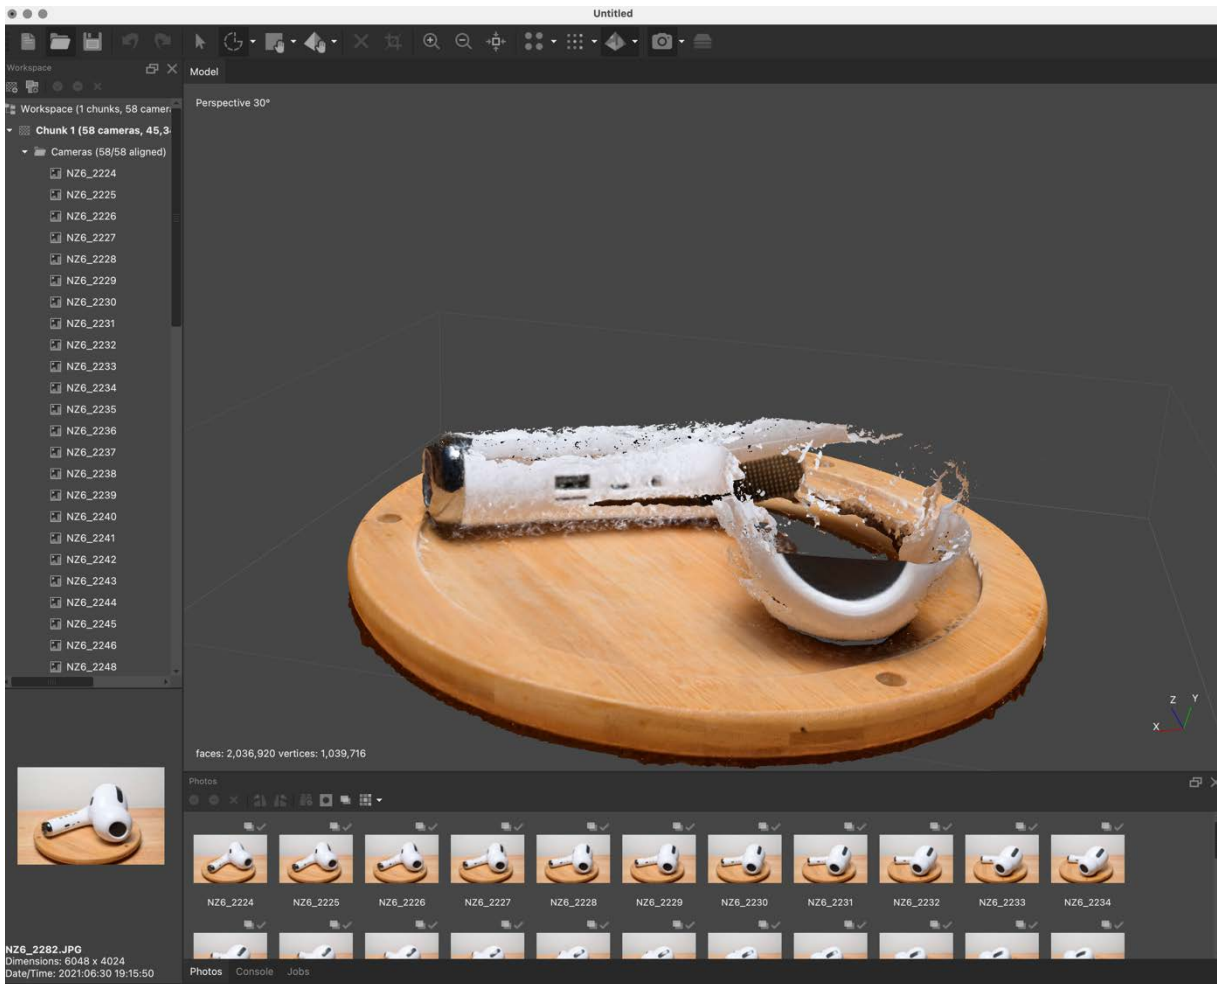 Untitled
Workspace
Model
Workspace (1 chunks, 58 camer
Chunk 1 (58 cameras, 45,3
Cameras (58/58 aligned)
NZ6_2224
NZ6_2225
NZ6_2226
NZ6_2227
NZ6_2228
NZ6_2229
NZ6_2230
NZ6_2231
NZ6_2232
NZ6_2233
NZ6_2234
NZ6_2235
NZ6_2236
NZ6_2237
NZ6_2238
NZ6_2239
NZ6_2240
NZ6_2241
NZ6_2242
NZ6_2243
NZ6_2244
NZ6_2245
NZ6_2246
NZ6_2248
Perspective 30°
Z Y
X
faces: 2,036,920 vertices: 1,039,716
Photos
NZ6_2224 NZ6_2225 NZ6_2226 NZ6_2227 NZ6_2228 NZ6_2229 NZ6_2230 NZ6_2231 NZ6_2232 NZ6_2233 NZ6_2234
NZ6_2282.JPG
Dimensions: 6048 x 4024
Date/Time: 2021:06:30 19:15:50
Photos Console Jobs